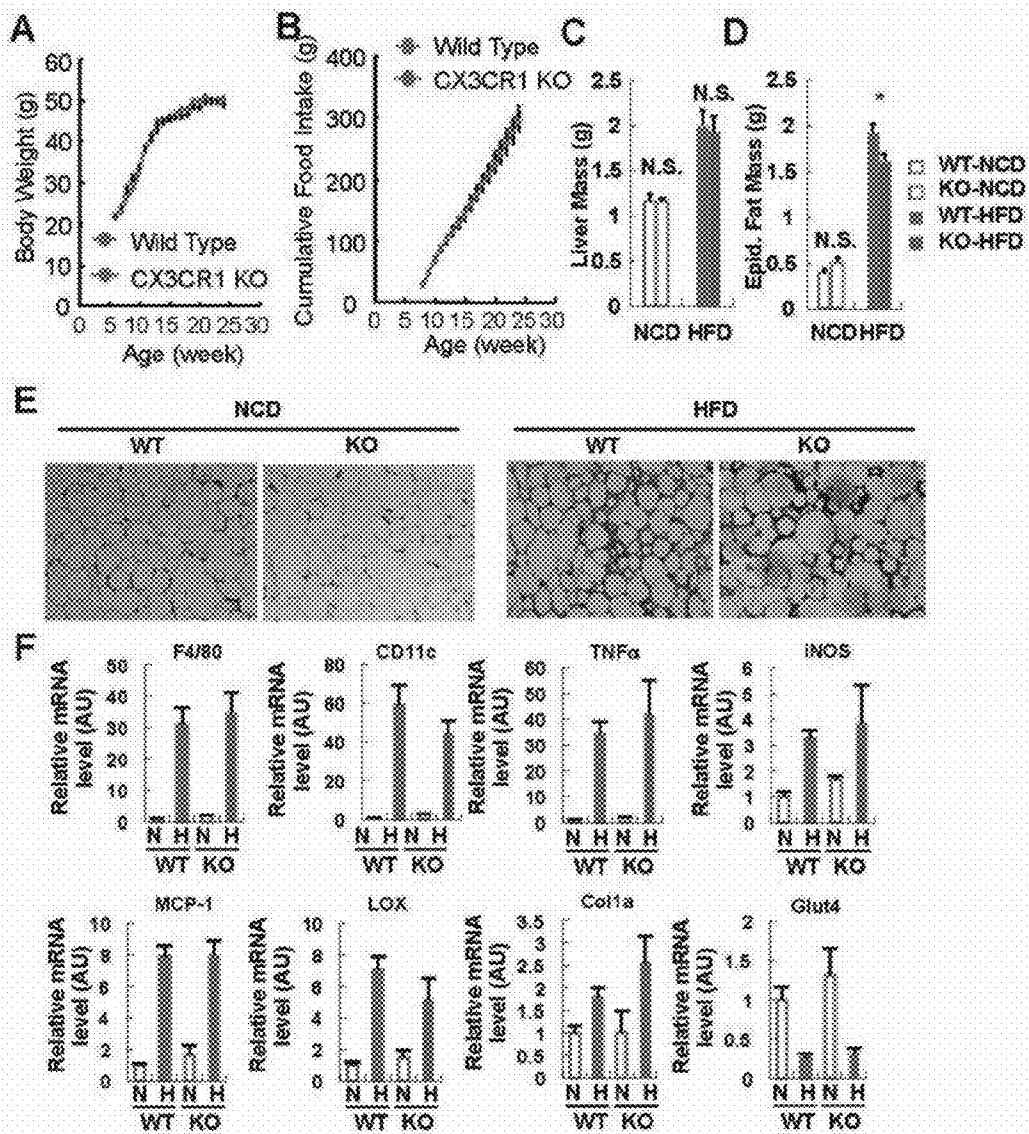 A
Body Weight (g)
60
50
40
30
20
10
0
Wild Type
CX3CR1 KO
0 5 10 15 20 25 30
Age (week)
B
Cumulative Food Intake (g)
400
300
200
100
0
Wild Type
CX3CR1 KO
0 5 10 15 20 25 30
Age (week)
C
Liver Mass (g)
2.5
2
1.5
1
0.5
0
N.S.
N.S.
NCD HFD
D
Epid. Fat Mass (g)
2.5
2
1.5
1
0.5
0
N.S.
*
NCD HFD
WT-NCD
KO-NCD
WT-HFD
KO-HFD
E
NCD HFD
WT KO WT KO
F
F4/80
Relative mRNA
level (AU)
50
40
30
20
10
0
N H N H
WT KO
CD11c
Relative mRNA
level (AU)
80
60
40
20
0
N H N H
WT KO
TNFα
Relative mRNA
level (AU)
60
50
40
30
20
10
0
N H N H
WT KO
iNOS
Relative mRNA
level (AU)
6
5
4
3
2
1
0
N H N H
WT KO
MCP-1
Relative mRNA
level (AU)
10
8
6
4
2
0
N H N H
WT KO
LOX
Relative mRNA
level (AU)
10
8
6
4
2
0
N H N H
WT KO
Col1a
Relative mRNA
level (AU)
3.5
3
2.5
2
1.5
1
0.5
0
N H N H
WT KO
Glut4
Relative mRNA
level (AU)
2
1.5
1
0.5
0
N H N H
WT KO